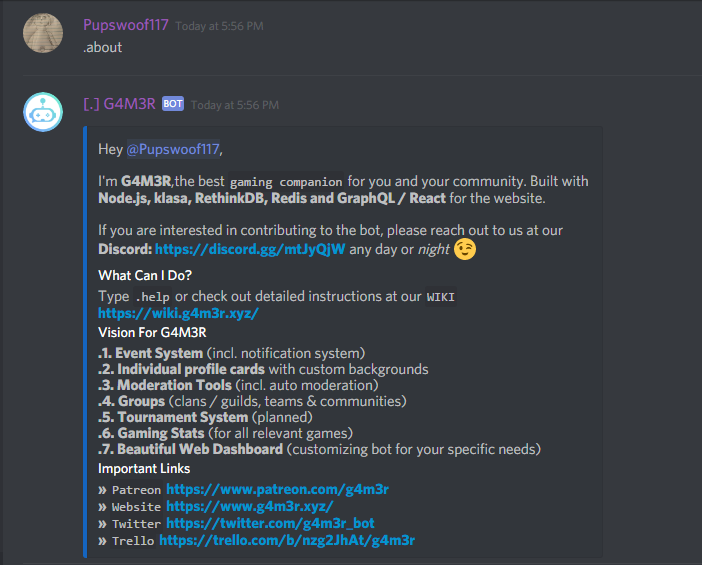 Pupswoof117 Today at 5:56 PM
.about
[.] G4M3R BOT Today at 5:56 PM
Hey @Pupswoof117,
I'm G4M3R,the best gaming companion for you and your community. Built with
Node.js, klasa, RethinkDB, Redis and GraphQL / React for the website.
If you are interested in contributing to the bot, please reach out to us at our
Discord: https://discord.gg/mtJyQjW any day or night 😉
What Can I Do?
Type .help or check out detailed instructions at our WIKI
https://wiki.g4m3r.xyz/
Vision For G4M3R
.1. Event System (incl. notification system)
.2. Individual profile cards with custom backgrounds
.3. Moderation Tools (incl. auto moderation)
.4. Groups (clans / guilds, teams & communities)
.5. Tournament System (planned)
.6. Gaming Stats (for all relevant games)
.7. Beautiful Web Dashboard (customizing bot for your specific needs)
Important Links
» Patreon https://www.patreon.com/g4m3r
» Website https://www.g4m3r.xyz/
» Twitter https://twitter.com/g4m3r_bot
» Trello https://trello.com/b/nzg2JhAt/g4m3r